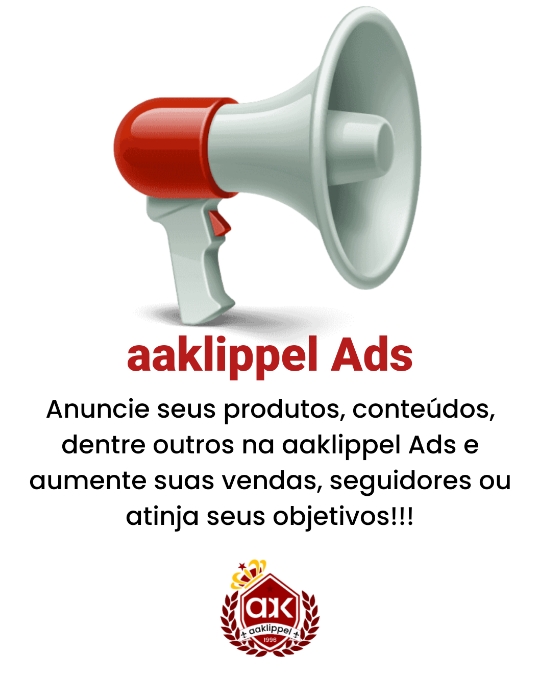 aaklippel Ads
Anuncie seus produtos, conteúdos,
dentre outros na aaklippel Ads e
aumente suas vendas, seguidores ou
atinja seus objetivos!!!
ak
aaklippel
1996